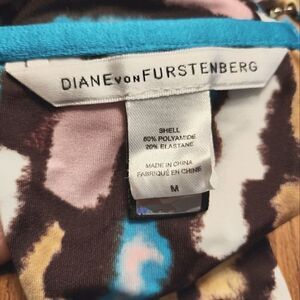 DIANE VON FURSTENBERG
SHELL
80% POLYAMIDE
20% ELASTANE
MADE IN CHINA
FABRIQUÉ EN CHINE
M